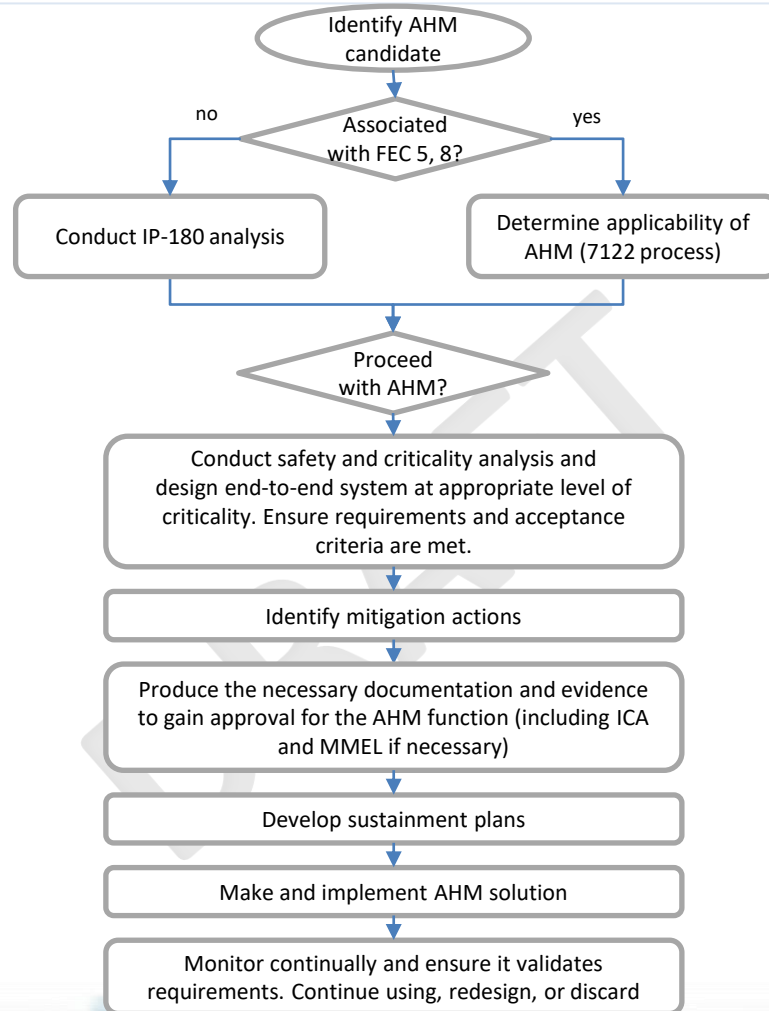 Identify AHM
candidate
no
Associated
with FEC 5, 8?
yes
Conduct IP-180 analysis
Determine applicability of
AHM (7122 process)
Proceed
with AHM?
Conduct safety and criticality analysis and
design end-to-end system at appropriate level of
criticality. Ensure requirements and acceptance
criteria are met.
Identify mitigation actions
Produce the necessary documentation and evidence
to gain approval for the AHM function (including ICA
and MMEL if necessary)
Develop sustainment plans
Make and implement AHM solution
Monitor continually and ensure it validates
requirements. Continue using, redesign, or discard
DRAFT